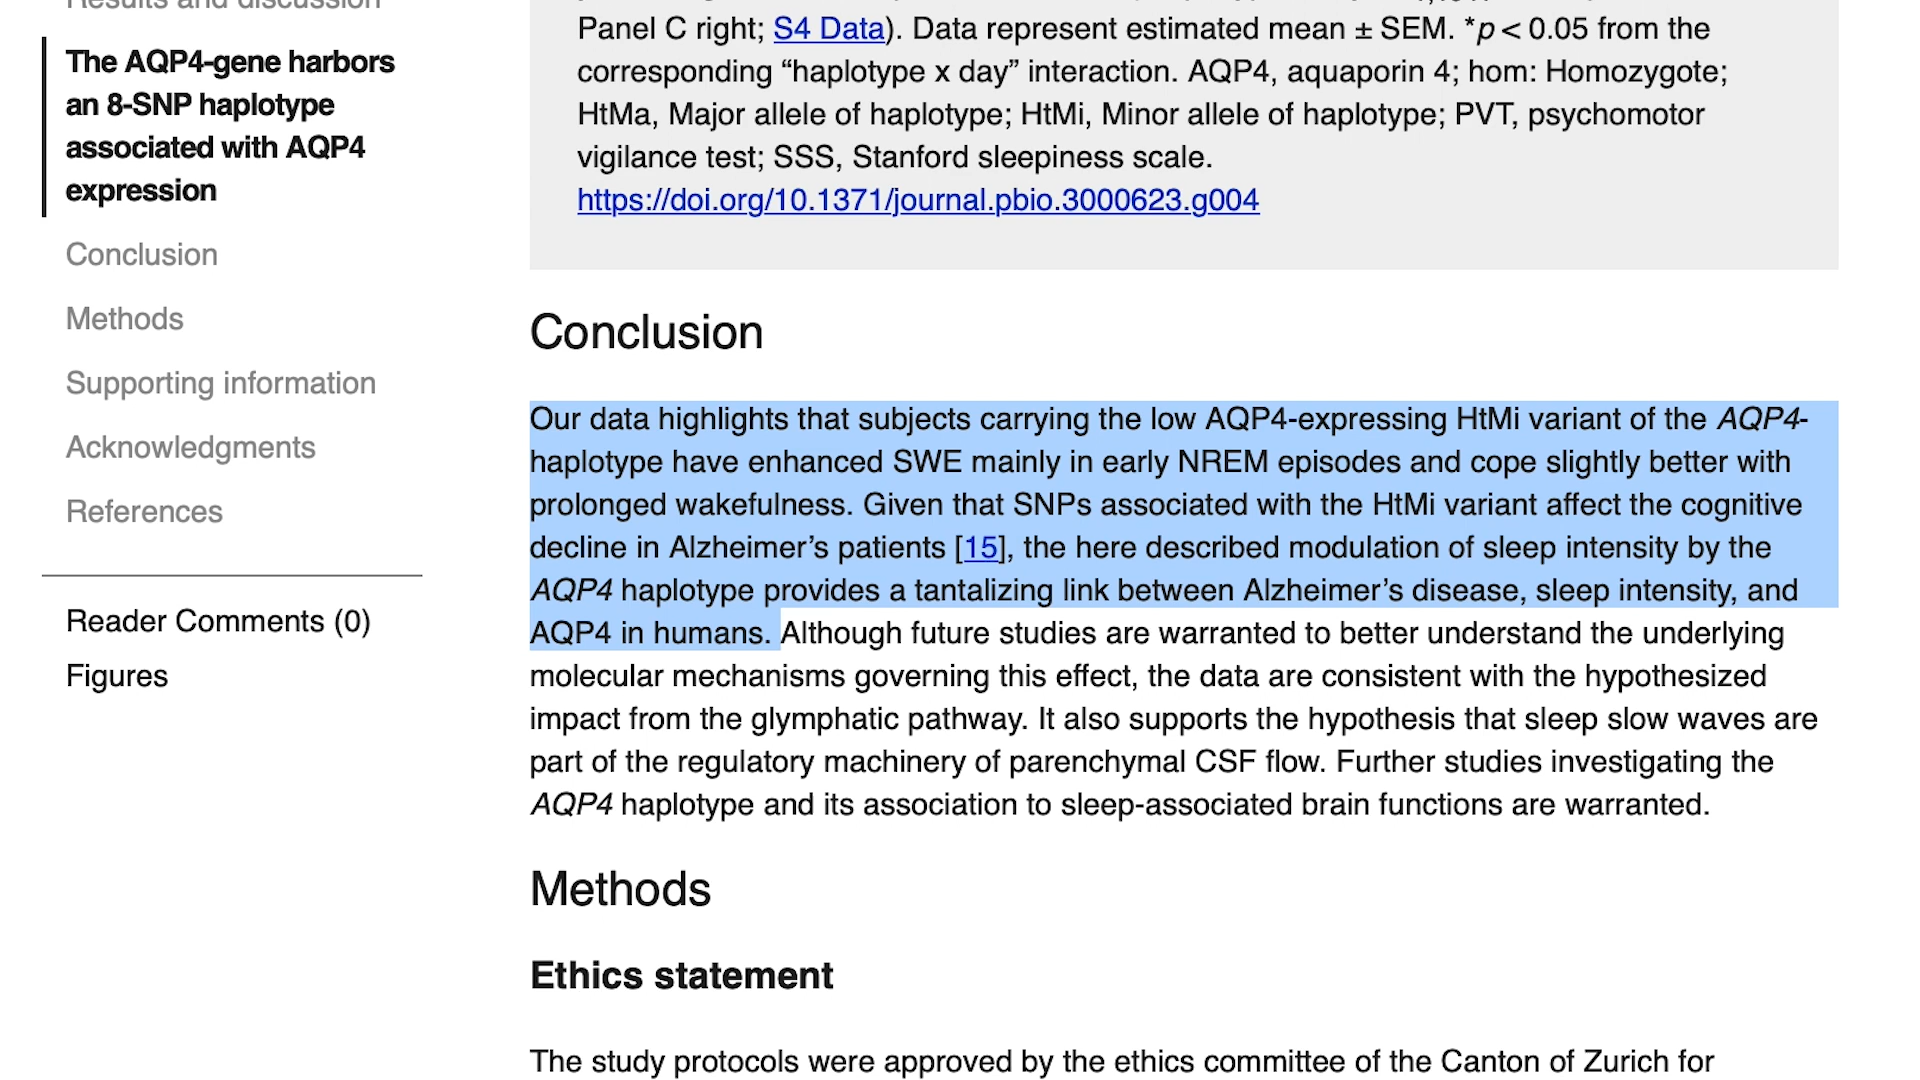 Results and discussion
The AQP4-gene harbors
an 8-SNP haplotype
associated with AQP4
expression
Conclusion
Methods
Supporting information
Acknowledgments
References
Reader Comments (0)
Figures
Panel C right; S4 Data). Data represent estimated mean ± SEM. *p < 0.05 from the
corresponding “haplotype x day” interaction. AQP4, aquaporin 4; hom: Homozygote;
HtMa, Major allele of haplotype; HtMi, Minor allele of haplotype; PVT, psychomotor
vigilance test; SSS, Stanford sleepiness scale.
https://doi.org/10.1371/journal.pbio.3000623.g004
Conclusion
Our data highlights that subjects carrying the low AQP4-expressing HtMi variant of the AQP4-
haplotype have enhanced SWE mainly in early NREM episodes and cope slightly better with
prolonged wakefulness. Given that SNPs associated with the HtMi variant affect the cognitive
decline in Alzheimer’s patients [15], the here described modulation of sleep intensity by the
AQP4 haplotype provides a tantalizing link between Alzheimer’s disease, sleep intensity, and
AQP4 in humans. Although future studies are warranted to better understand the underlying
molecular mechanisms governing this effect, the data are consistent with the hypothesized
impact from the glymphatic pathway. It also supports the hypothesis that sleep slow waves are
part of the regulatory machinery of parenchymal CSF flow. Further studies investigating the
AQP4 haplotype and its association to sleep-associated brain functions are warranted.
Methods
Ethics statement
The study protocols were approved by the ethics committee of the Canton of Zurich for